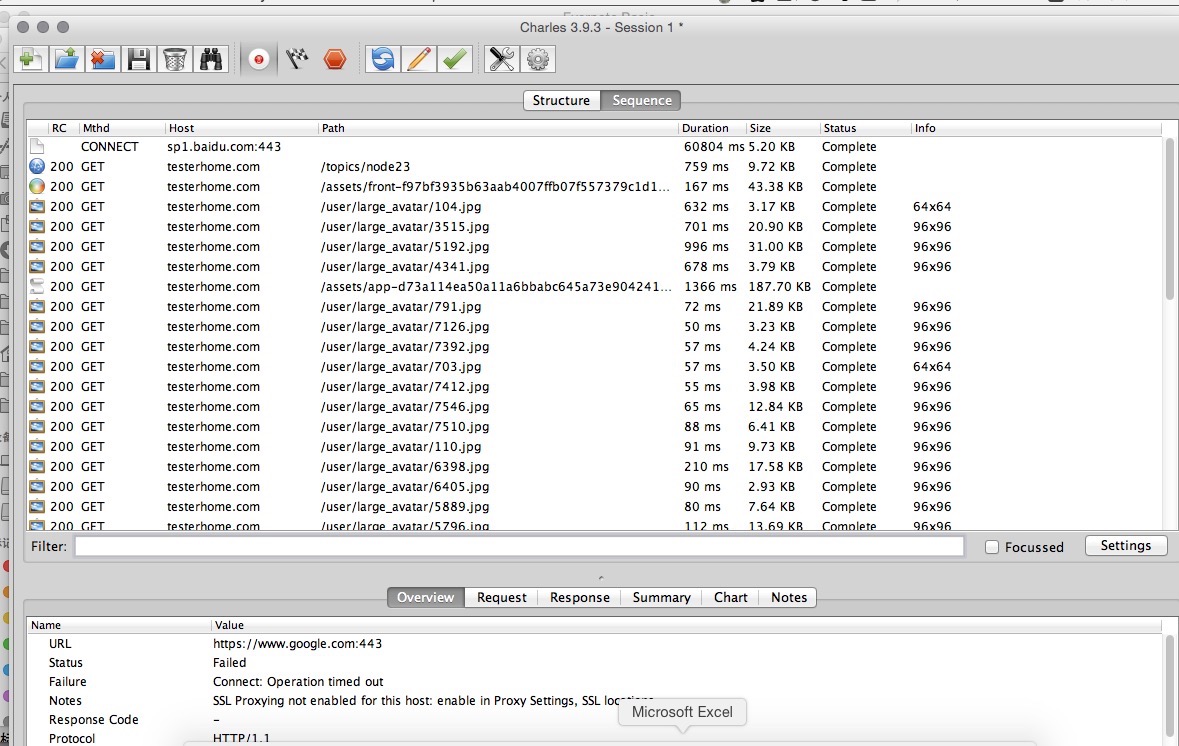 Charles 3.9.3 - Session 1 *
Structure Sequence
RC Mthd Host Path Duration Size Status Info
CONNECT sp1.baidu.com:443 60804 ms 5.20 KB Complete
200 GET testerhome.com /topics/node23 759 ms 9.72 KB Complete
200 GET testerhome.com /assets/front-f97bf3935b63aab4007ffb07f557379c1d1... 167 ms 43.38 KB Complete
200 GET testerhome.com /user/large_avatar/104.jpg 632 ms 3.17 KB Complete 64x64
200 GET testerhome.com /user/large_avatar/3515.jpg 701 ms 20.90 KB Complete 96x96
200 GET testerhome.com /user/large_avatar/5192.jpg 996 ms 31.00 KB Complete 96x96
200 GET testerhome.com /user/large_avatar/4341.jpg 678 ms 3.79 KB Complete 96x96
200 GET testerhome.com /assets/app-d73a114ea50a11a6bbabc645a73e904241... 1366 ms 187.70 KB Complete
200 GET testerhome.com /user/large_avatar/791.jpg 72 ms 21.89 KB Complete 96x96
200 GET testerhome.com /user/large_avatar/7126.jpg 50 ms 3.23 KB Complete 96x96
200 GET testerhome.com /user/large_avatar/7392.jpg 57 ms 4.24 KB Complete 96x96
200 GET testerhome.com /user/large_avatar/703.jpg 57 ms 3.50 KB Complete 64x64
200 GET testerhome.com /user/large_avatar/7412.jpg 55 ms 3.98 KB Complete 96x96
200 GET testerhome.com /user/large_avatar/7546.jpg 65 ms 12.84 KB Complete 96x96
200 GET testerhome.com /user/large_avatar/7510.jpg 88 ms 6.41 KB Complete 96x96
200 GET testerhome.com /user/large_avatar/110.jpg 91 ms 9.73 KB Complete 96x96
200 GET testerhome.com /user/large_avatar/6398.jpg 210 ms 17.58 KB Complete 96x96
200 GET testerhome.com /user/large_avatar/6405.jpg 90 ms 2.93 KB Complete 96x96
200 GET testerhome.com /user/large_avatar/5889.jpg 80 ms 7.64 KB Complete 96x96
200 GET testerhome.com /user/large_avatar/5796.jpg 112 ms 13.69 KB Complete 96x96
Filter: Focussed Settings
Overview Request Response Summary Chart Notes
Name Value
URL https://www.google.com:443
Status Failed
Failure Connect: Operation timed out
Notes SSL Proxying not enabled for this host: enable in Proxy Settings, SSL locations
Microsoft Excel
Response Code –
Protocol HTTP/1.1